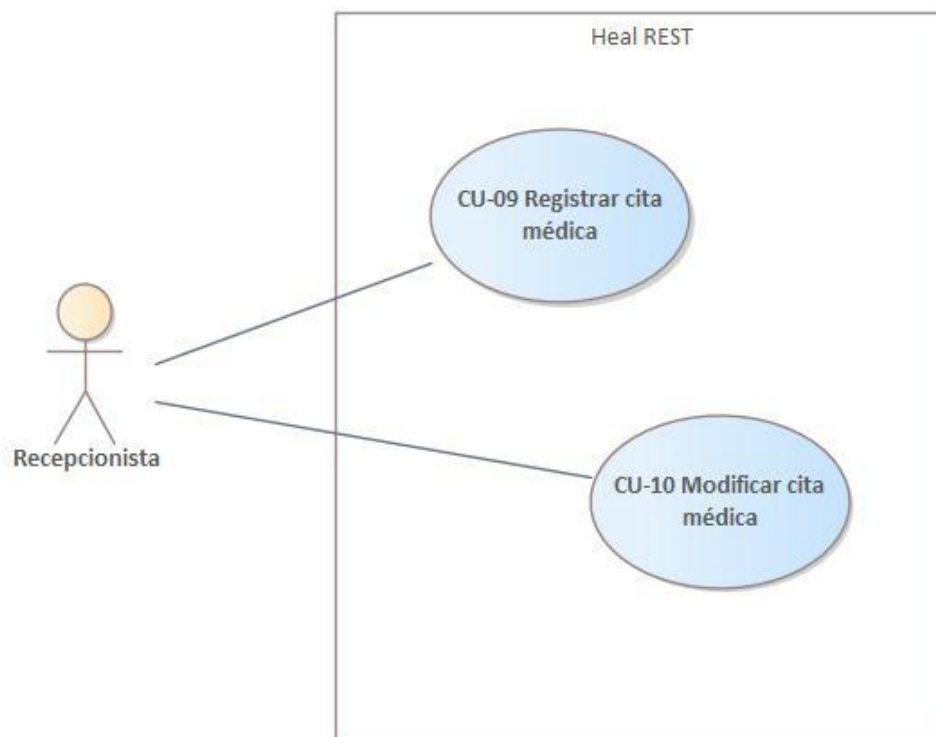 Heal REST
CU-09 Registrar cita
médica
Recepcionista
CU-10 Modificar cita
médica